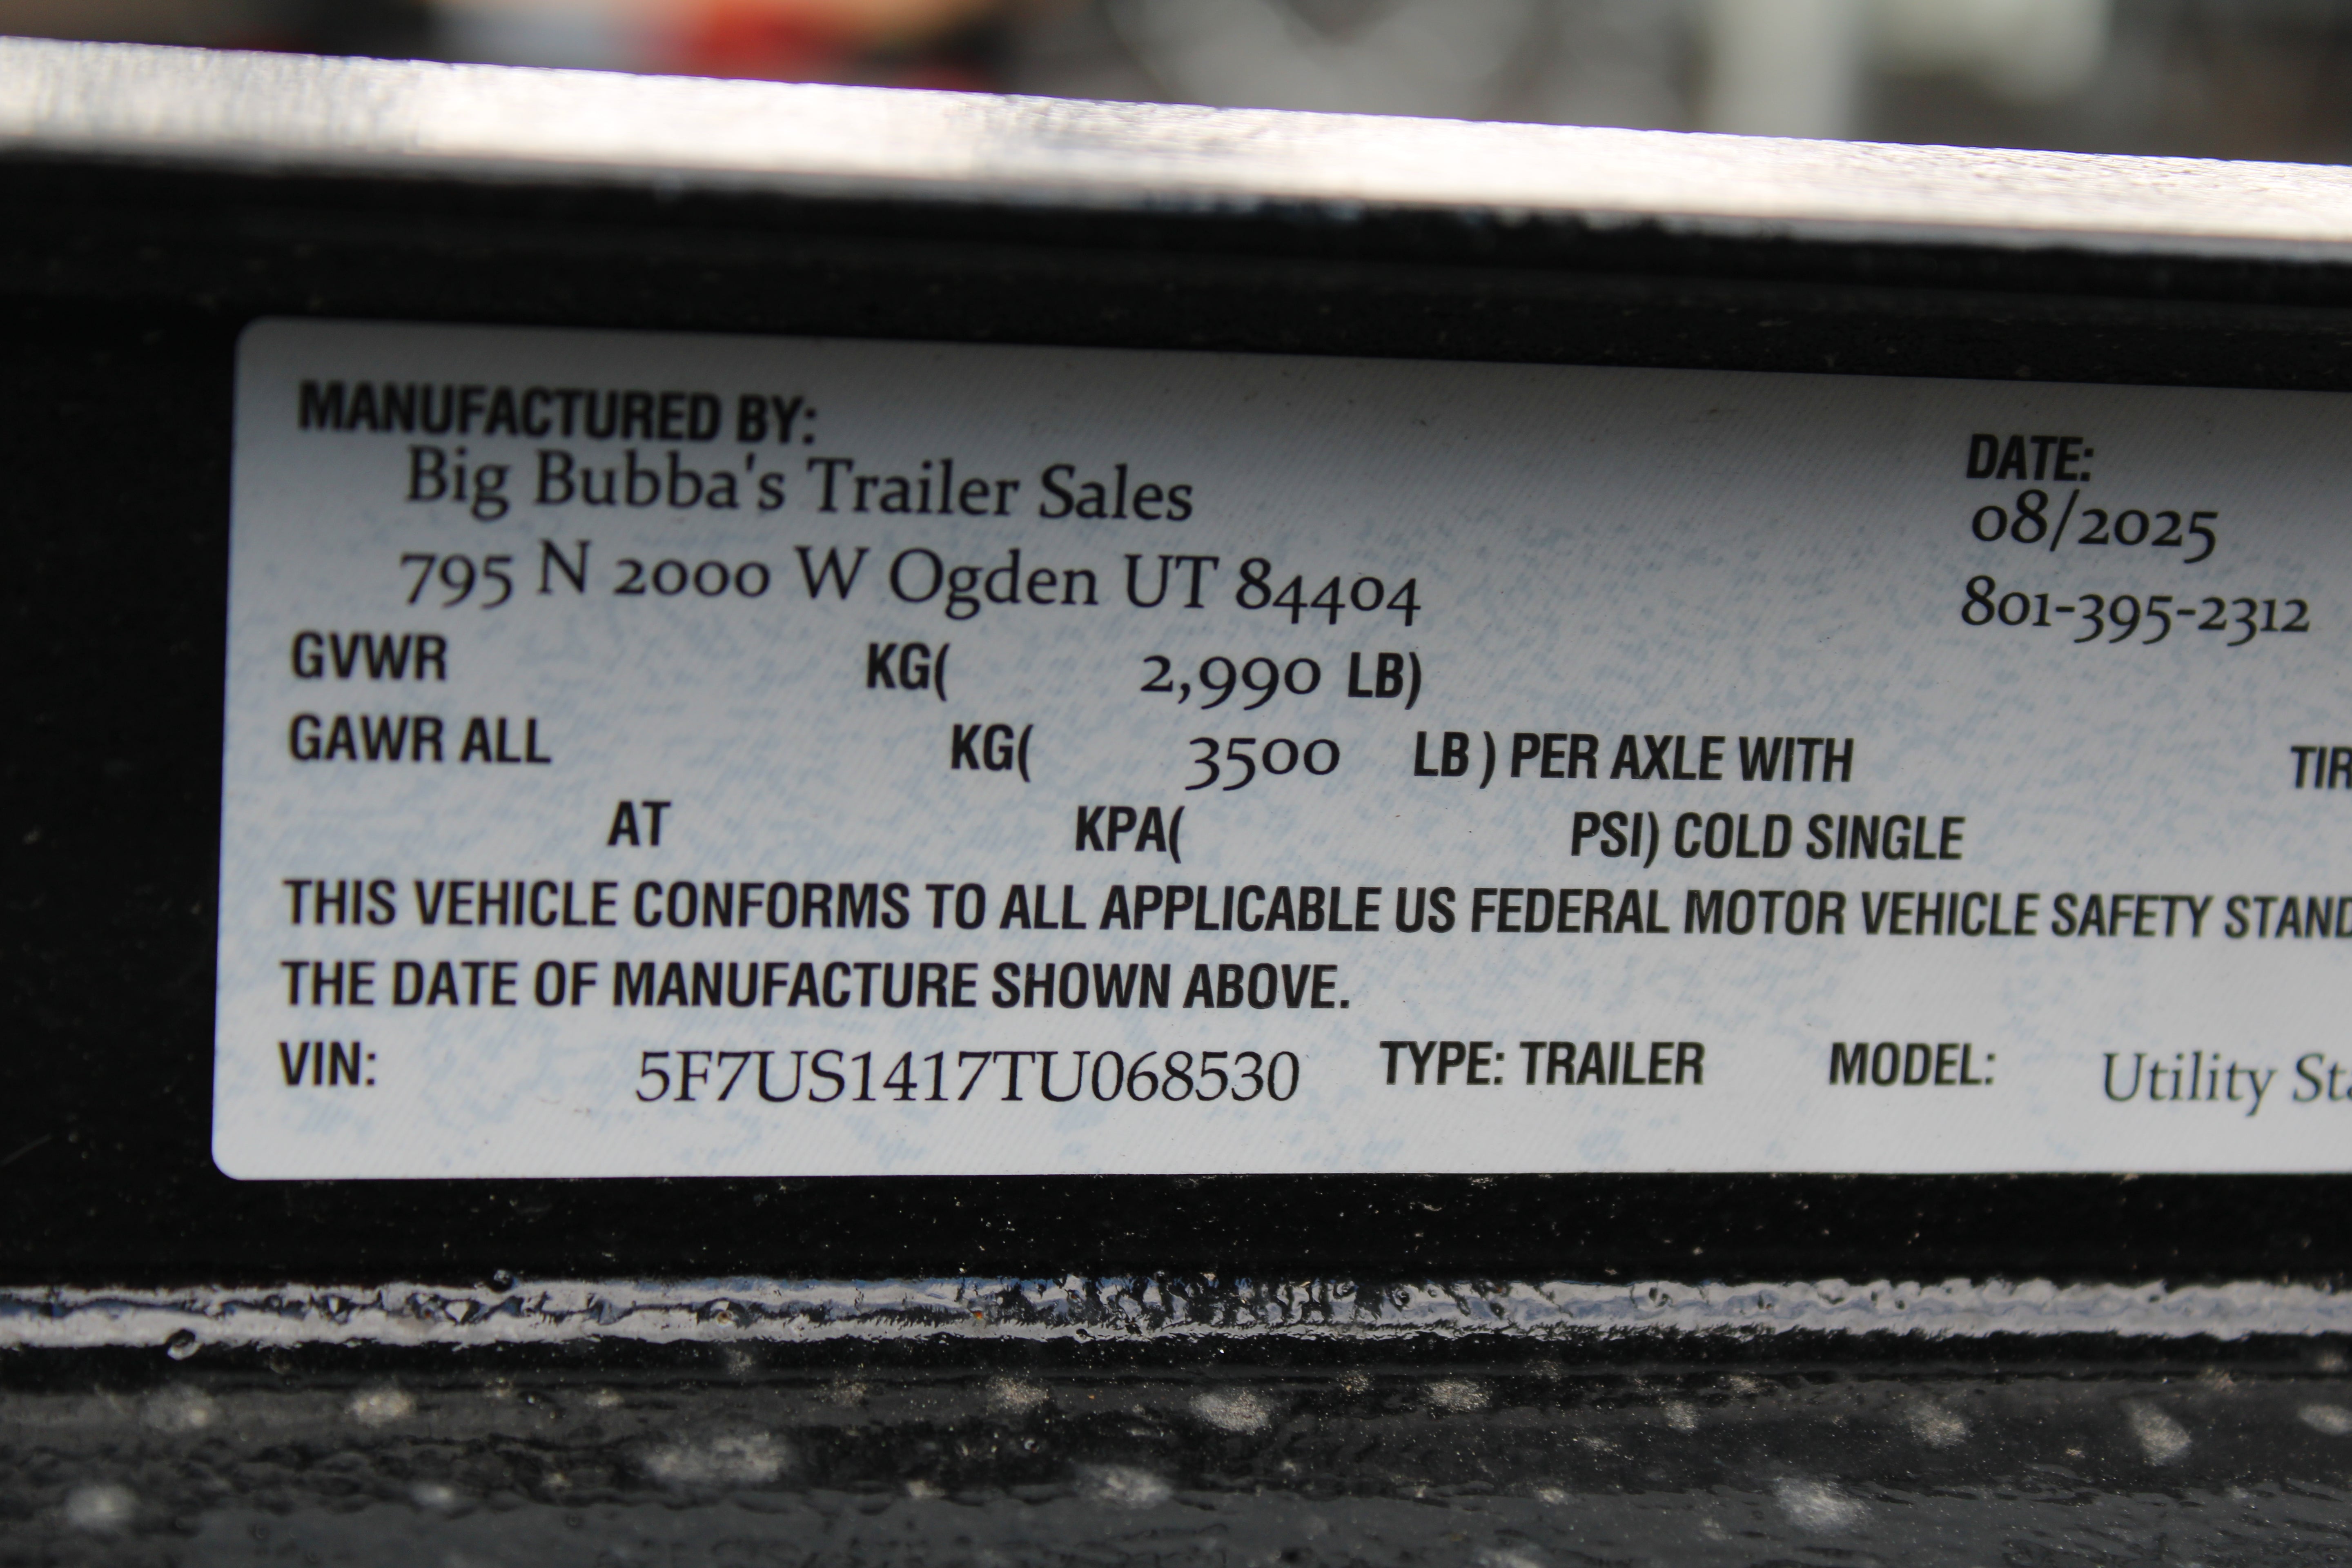 MANUFACTURED BY:
Big Bubba's Trailer Sales
795 N 2000 W Ogden UT 84404
DATE:
08/2025
801-395-2312
GVWR KG( 2,990 LB)
GAWR ALL KG( 3500 LB ) PER AXLE WITH
AT KPA( PSI) COLD SINGLE
THIS VEHICLE CONFORMS TO ALL APPLICABLE US FEDERAL MOTOR VEHICLE SAFETY
THE DATE OF MANUFACTURE SHOWN ABOVE.
VIN: 5F7US1417TU068530 TYPE: TRAILER MODEL: Utility